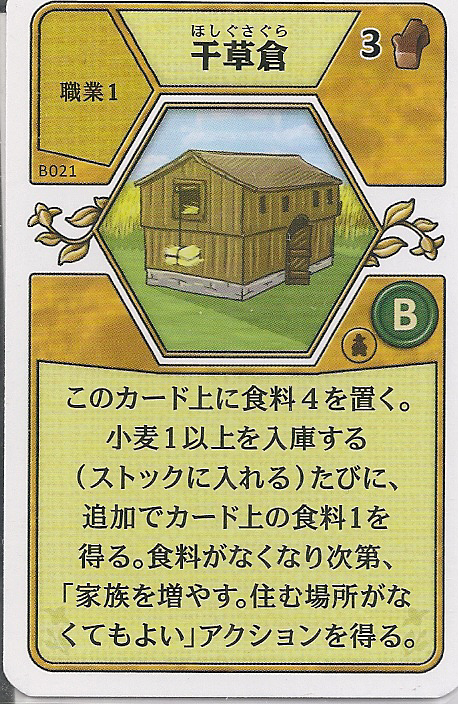 ほしぐさぐら
干草倉
3
職業1
B021
B
このカード上に食料4を置く。
小麦1以上を入庫する
(ストックに入れる)たびに、
追加でカード上の食料1を
得る。食料がなくなり次第、
「家族を増やす。住む場所がな
くてもよい」アクションを得る。